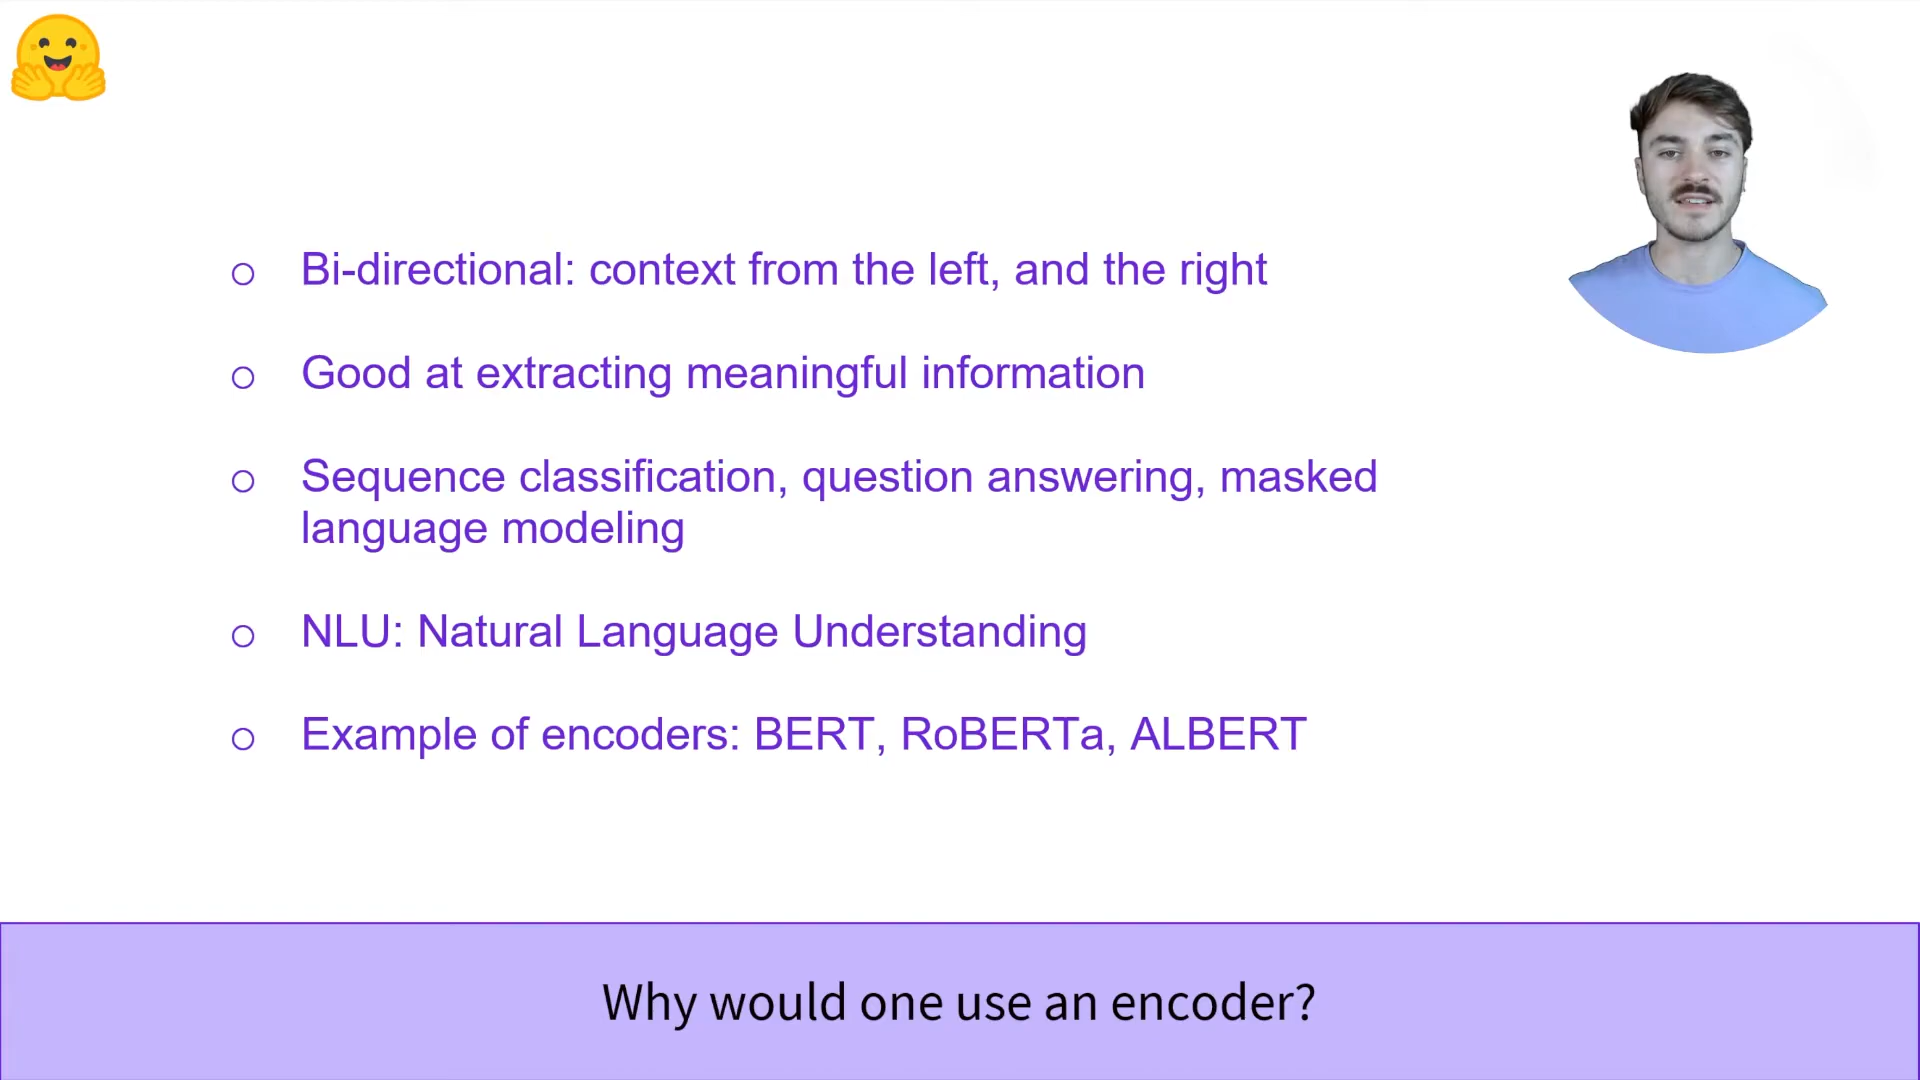 Bi-directional: context from the left, and the right
Good at extracting meaningful information
Sequence classification, question answering, masked
language modeling
NLU: Natural Language Understanding
Example of encoders: BERT, RoBERTa, ALBERT
Why would one use an encoder?